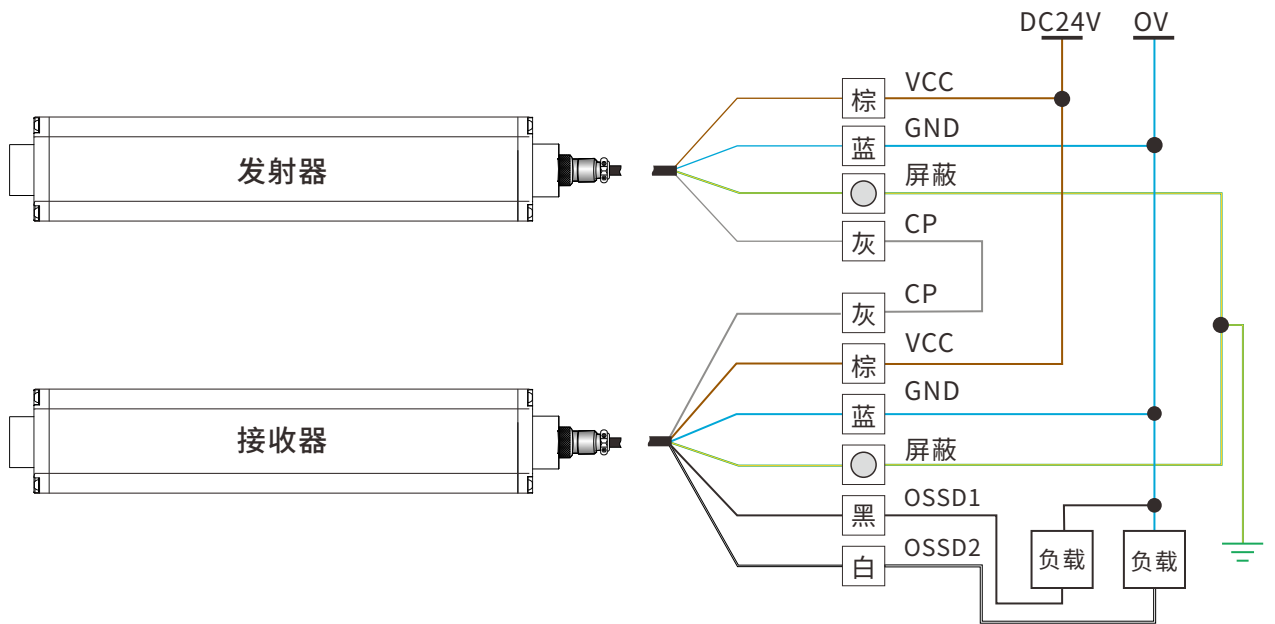 DC24V
OV
发射器
棕
VCC
蓝
GND
屏蔽
灰
CP
灰
CP
棕
VCC
蓝
GND
接收器
屏蔽
黑
OSSD1
白
OSSD2
负载
负载